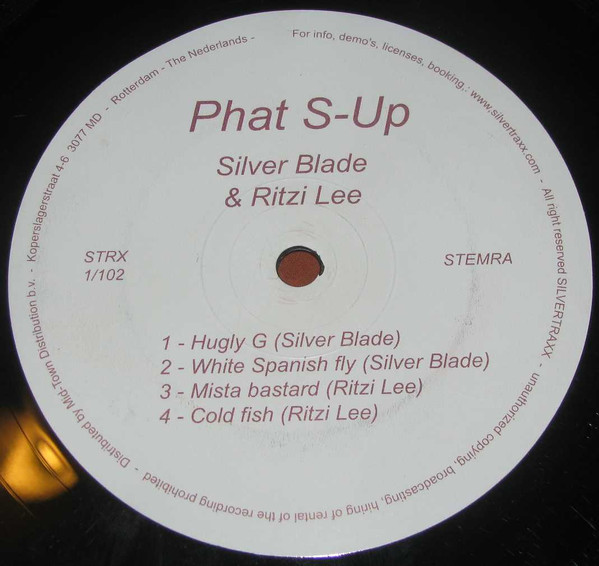 Phat S-Up
Silver Blade
& Ritzi Lee
STRX
1/102
STEMRA
1 - Hugly G (Silver Blade)
2 - White Spanish fly (Silver Blade)
3 - Mista bastard (Ritzi Lee)
4 - Cold fish (Ritzi Lee)
For info, demo's, licenses, booking,: www.silvertraxx.com - All right reserved SILVERTRAXX - unauthorized copying, broadcasting, hiring of rental of the recording prohibited - Distributed by Mid-Town Distribution b.v. - Koperslagerstraat 4-6 3077 MD - Rotterdam - The Nederlands -